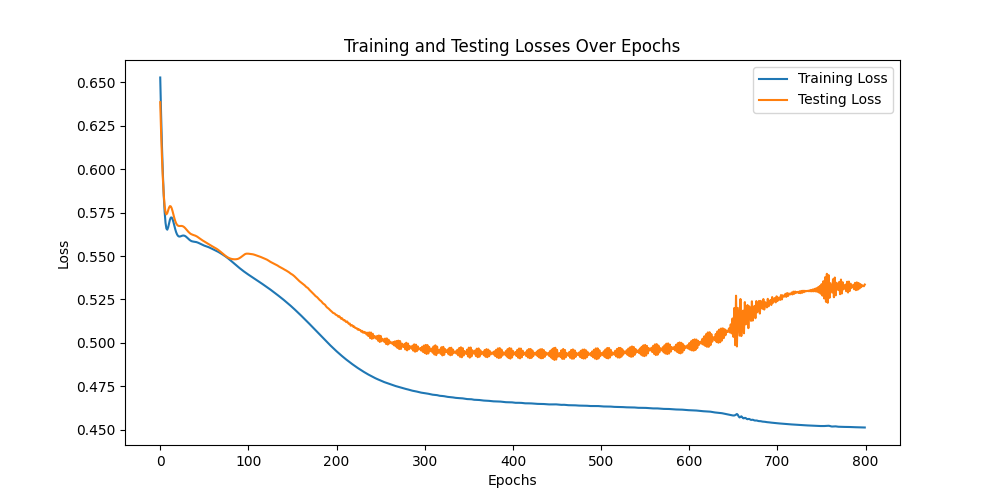 Training and Testing Losses Over Epochs
Training Loss
Testing Loss
0.650
0.625
0.600
0.575
0.550
0.525
0.500
0.475
0.450
Loss
0 100 200 300 400 500 600 700 800
Epochs